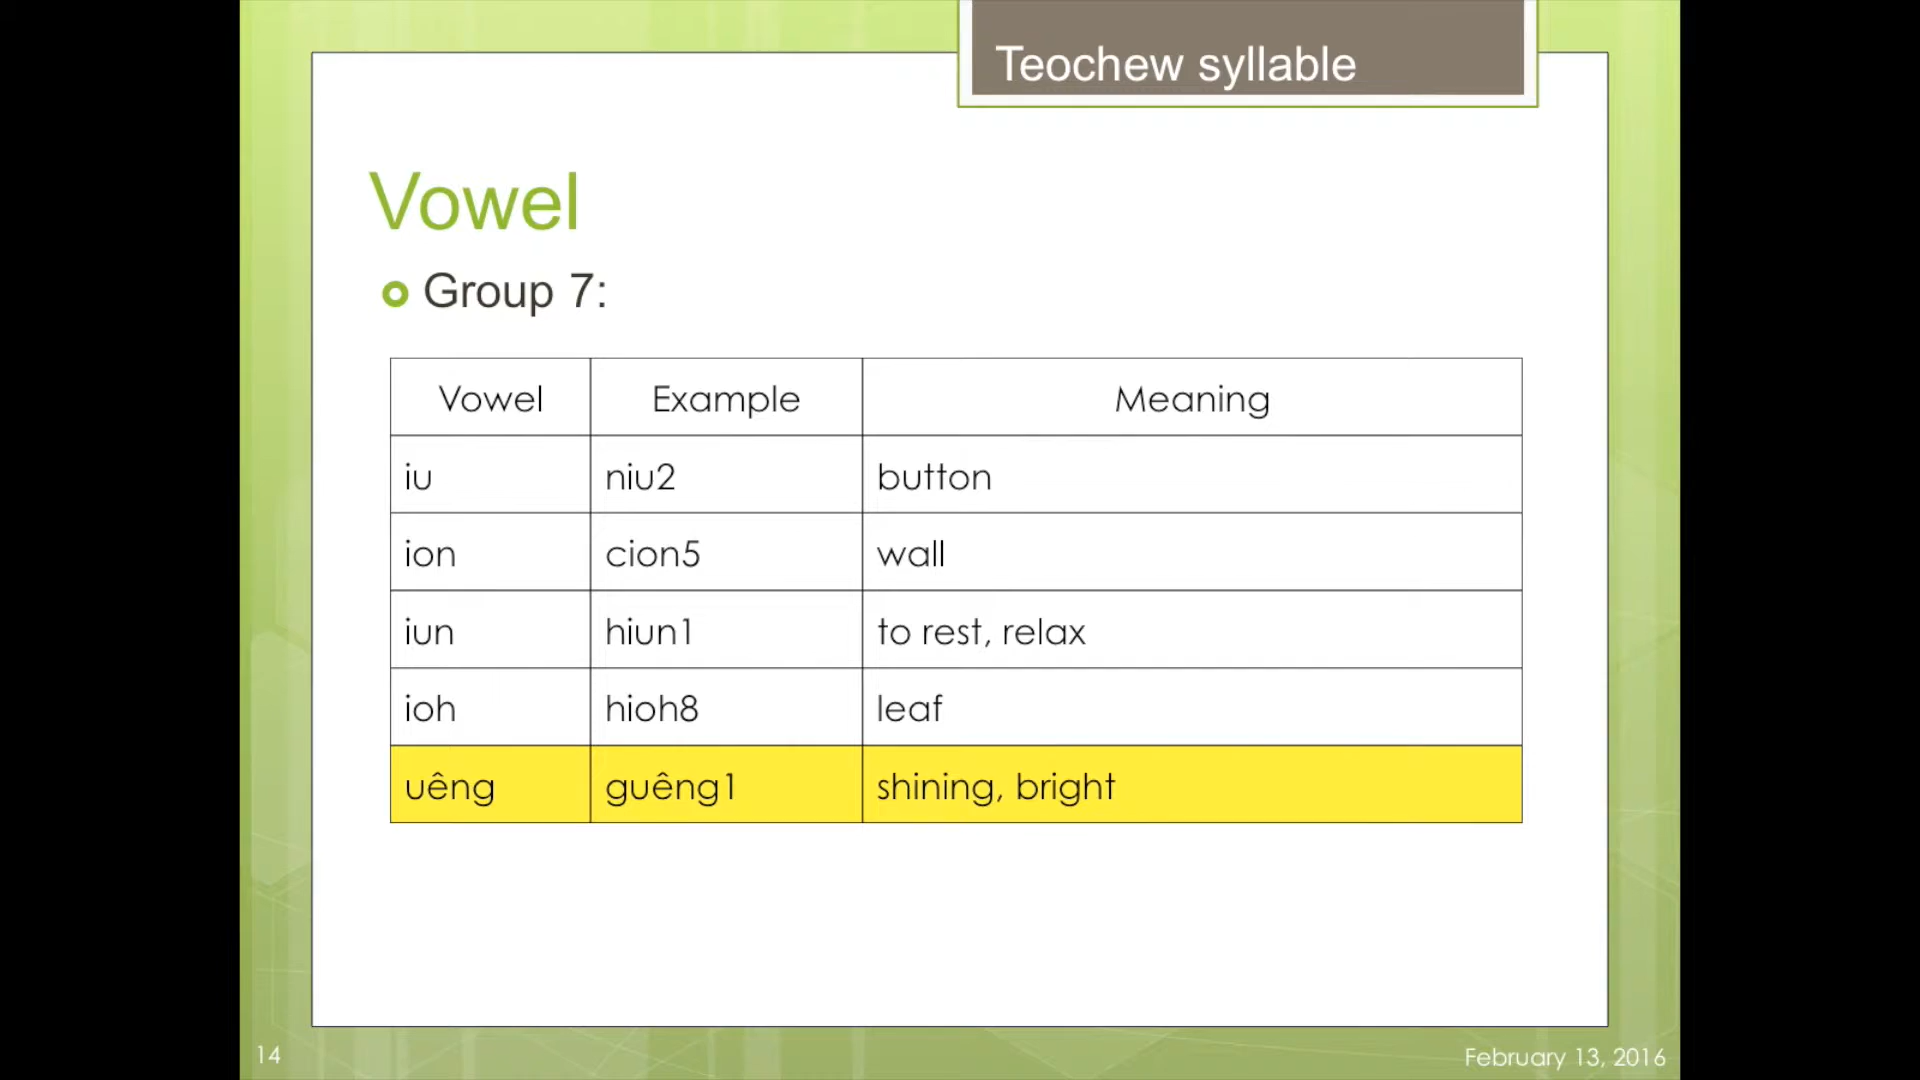 Teochew syllable
Vowel
Group 7:
Vowel Example Meaning
iu niu2 button
ion cion5 wall
iun hiun1 to rest, relax
ioh hioh8 leaf
uêng guêng1 shining, bright
14
February 13, 2016